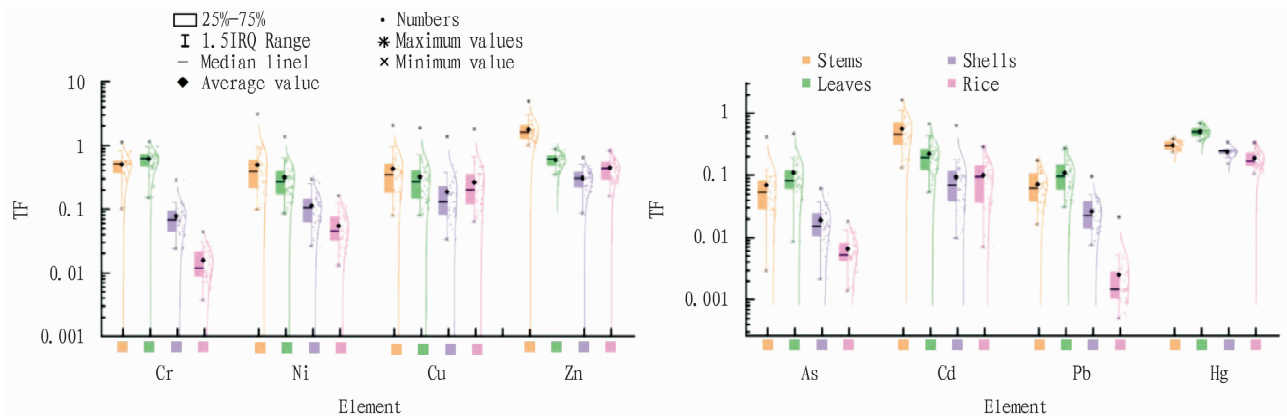 25%-75%
1.5IRQ Range
Median linel
Average value
Numbers
Maximum values
Minimum value
TF
10
1
0.1
0.01
0.001
Cr Ni Cu Zn
Element
Stems Shells
Leaves Rice
TF
1
0.1
0.01
0.001
As Cd Pb Hg
Element